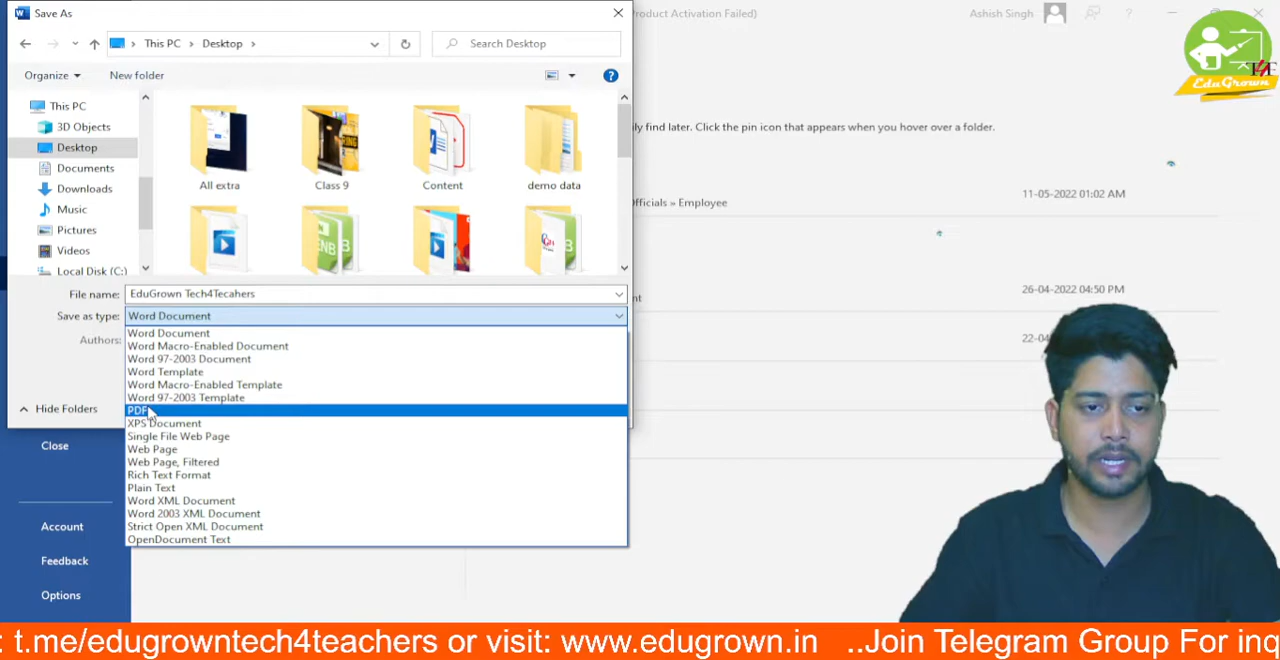 Save As
roduct Activation Failed)
Ashish Singh
This PC
Desktop
Search Desktop
Organize
New folder
This PC
3D Objects
Desktop
Documents
Downloads
Music
Pictures
Videos
Local Disk (C:)
All extra
Class 9
Content
demo data
ily find later. Click the pin icon that appears when you hover over a folder.
11-05-2022 01:02 AM
Officials » Employee
26-04-2022 04:50 PM
nt
22-04
File name: EduGrown Tech4Tecahers
Save as type: Word Document
Authors:
Word Document
Word Macro-Enabled Document
Word 97-2003 Document
Word Template
Word Macro-Enabled Template
Word 97-2003 Template
PDF
XPS Document
Single File Web Page
Web Page
Web Page, Filtered
Rich Text Format
Plain Text
Word XML Document
Word 2003 XML Document
Strict Open XML Document
OpenDocument Text
Hide Folders
Close
Account
Feedback
Options
T4T
EduGrown
: t.me/edugrowntech4teachers or visit: www.edugrown.in ..Join Telegram Group For inq